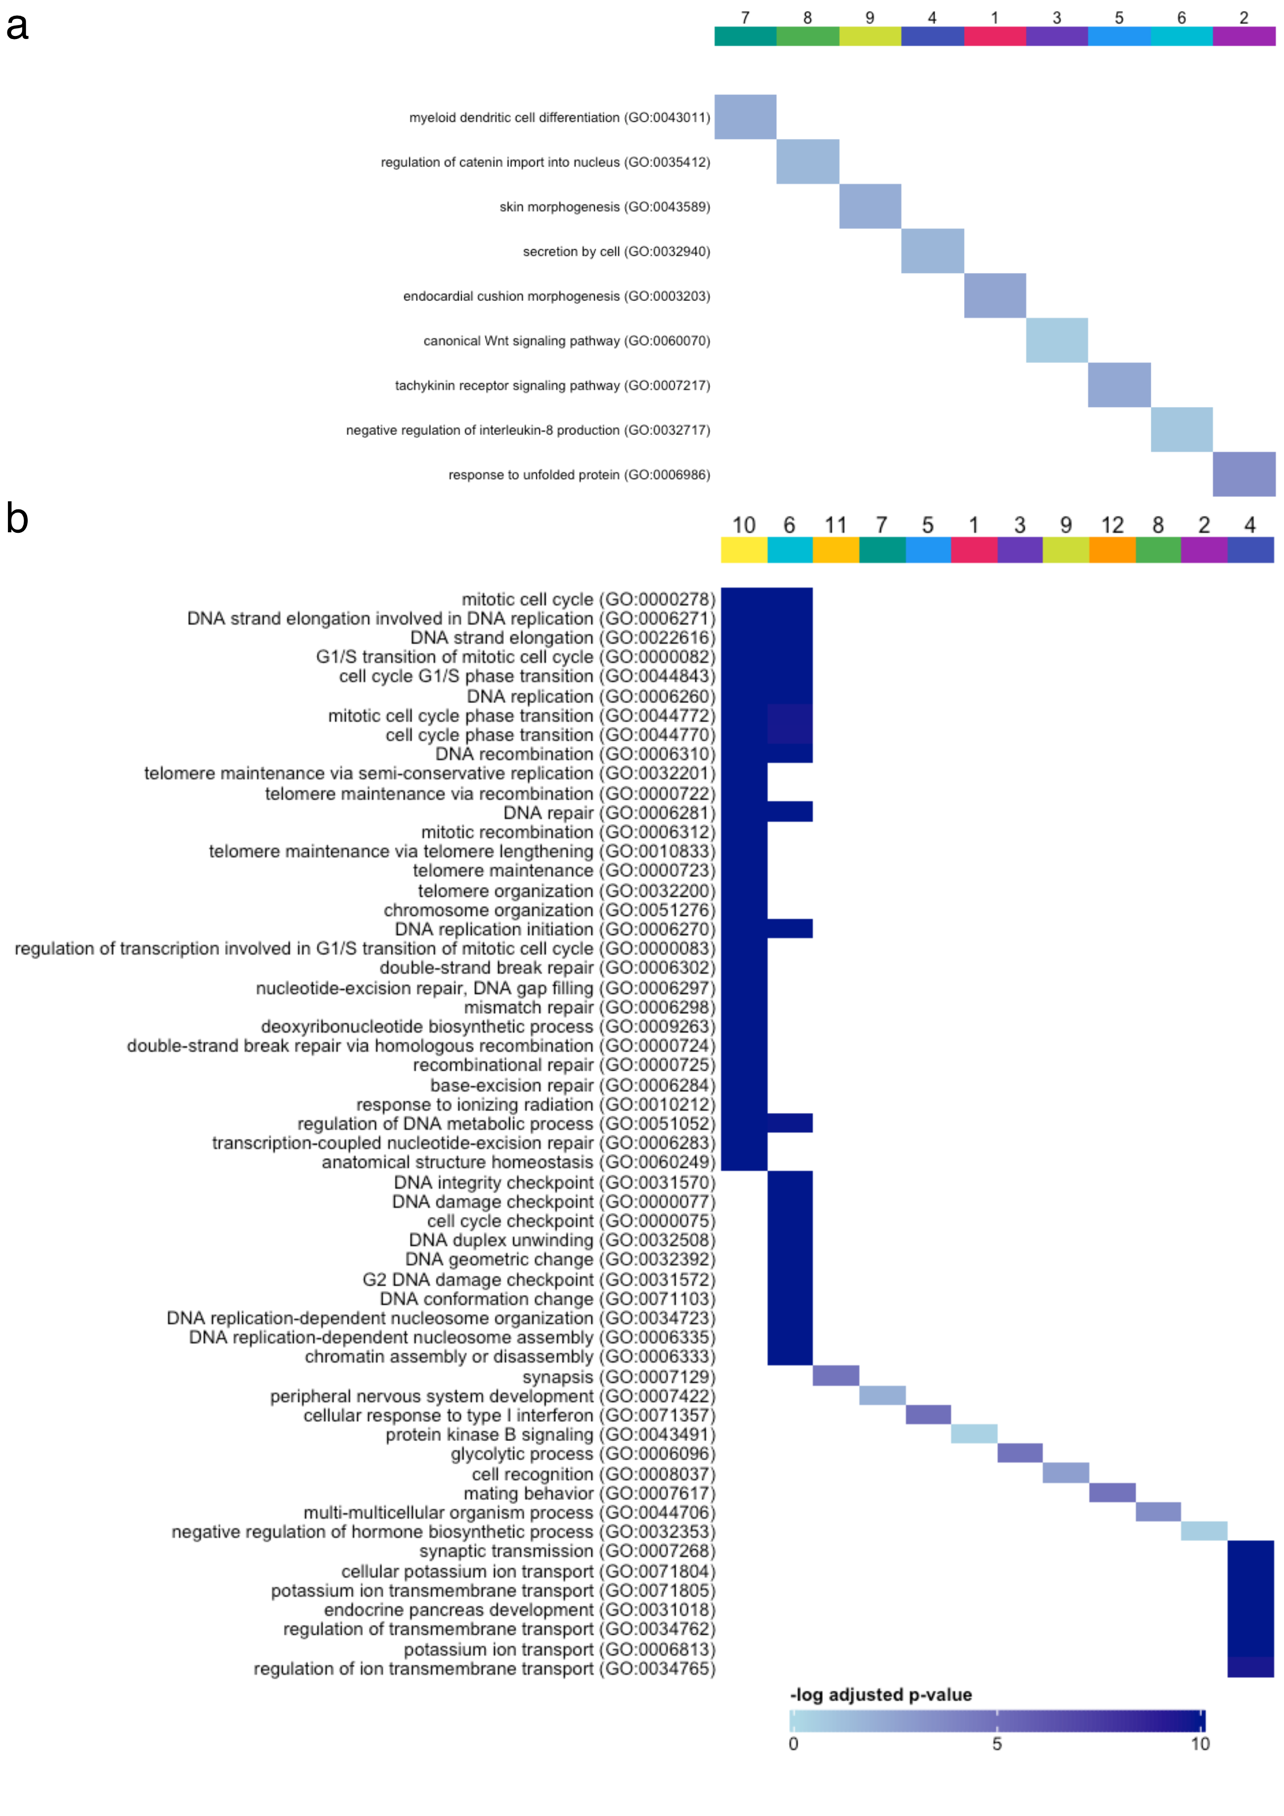 a
7 8 9 4 1 3 5 6 2
myeloid dendritic cell differentiation (GO:0043011)
regulation of catenin import into nucleus (GO:0035412)
skin morphogenesis (GO:0043589)
secretion by cell (GO:0032940)
endocardial cushion morphogenesis (GO:0003203)
canonical Wnt signaling pathway (GO:0060070)
tachykinin receptor signaling pathway (GO:0007217)
negative regulation of interleukin-8 production (GO:0032717)
response to unfolded protein (GO:0006986)
b
10 6 11 7 5 1 3 9 12 8 2 4
mitotic cell cycle (GO:0000278)
DNA strand elongation involved in DNA replication (GO:0006271)
DNA strand elongation (GO:0022616)
G1/S transition of mitotic cell cycle (GO:0000082)
cell cycle G1/S phase transition (GO:0044843)
DNA replication (GO:0006260)
mitotic cell cycle phase transition (GO:0044772)
cell cycle phase transition (GO:0044770)
DNA recombination (GO:0006310)
telomere maintenance via semi-conservative replication (GO:0032201)
telomere maintenance via recombination (GO:0000722)
DNA repair (GO:0006281)
mitotic recombination (GO:0006312)
telomere maintenance via telomere lengthening (GO:0010833)
telomere maintenance (GO:0000723)
telomere organization (GO:0032200)
chromosome organization (GO:0051276)
DNA replication initiation (GO:0006270)
regulation of transcription involved in G1/S transition of mitotic cell cycle (GO:0000083)
double-strand break repair (GO:0006302)
nucleotide-excision repair, DNA gap filling (GO:0006297)
mismatch repair (GO:0006298)
deoxyribonucleotide biosynthetic process (GO:0009263)
double-strand break repair via homologous recombination (GO:0000724)
recombinational repair (GO:0000725)
base-excision repair (GO:0006284)
response to ionizing radiation (GO:0010212)
regulation of DNA metabolic process (GO:0051052)
transcription-coupled nucleotide-excision repair (GO:0006283)
anatomical structure homeostasis (GO:0060249)
DNA integrity checkpoint (GO:0031570)
DNA damage checkpoint (GO:0000077)
cell cycle checkpoint (GO:0000075)
DNA duplex unwinding (GO:0032508)
DNA geometric change (GO:0032392)
G2 DNA damage checkpoint (GO:0031572)
DNA conformation change (GO:0071103)
DNA replication-dependent nucleosome organization (GO:0034723)
DNA replication-dependent nucleosome assembly (GO:0006335)
chromatin assembly or disassembly (GO:0006333)
synapsis (GO:0007129)
peripheral nervous system development (GO:0007422)
cellular response to type I interferon (GO:0071357)
protein kinase B signaling (GO:0043491)
glycolytic process (GO:0006096)
cell recognition (GO:0008037)
mating behavior (GO:0007617)
multi-multicellular organism process (GO:0044706)
negative regulation of hormone biosynthetic process (GO:0032353)
synaptic transmission (GO:0007268)
cellular potassium ion transport (GO:0071804)
potassium ion transmembrane transport (GO:0071805)
endocrine pancreas development (GO:0031018)
regulation of transmembrane transport (GO:0034762)
potassium ion transport (GO:0006813)
regulation of ion transmembrane transport (GO:0034765)
-log adjusted p-value
0 5 10